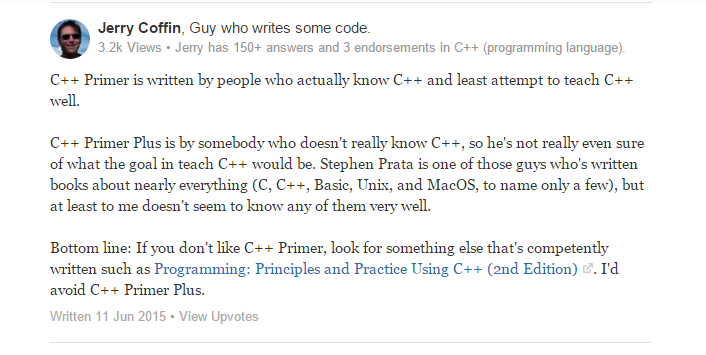 Jerry Coffin, Guy who writes some code.
3.2k Views • Jerry has 150+ answers and 3 endorsements in C++ (programming language).
C++ Primer is written by people who actually know C++ and least attempt to teach C++
well.
C++ Primer Plus is by somebody who doesn't really know C++, so he's not really even sure
of what the goal in teach C++ would be. Stephen Prata is one of those guys who's written
books about nearly everything (C, C++, Basic, Unix, and MacOS, to name only a few), but
at least to me doesn't seem to know any of them very well.
Bottom line: If you don't like C++ Primer, look for something else that's competently
written such as Programming: Principles and Practice Using C++ (2nd Edition) . I'd
avoid C++ Primer Plus.
Written 11 Jun 2015 • View Upvotes